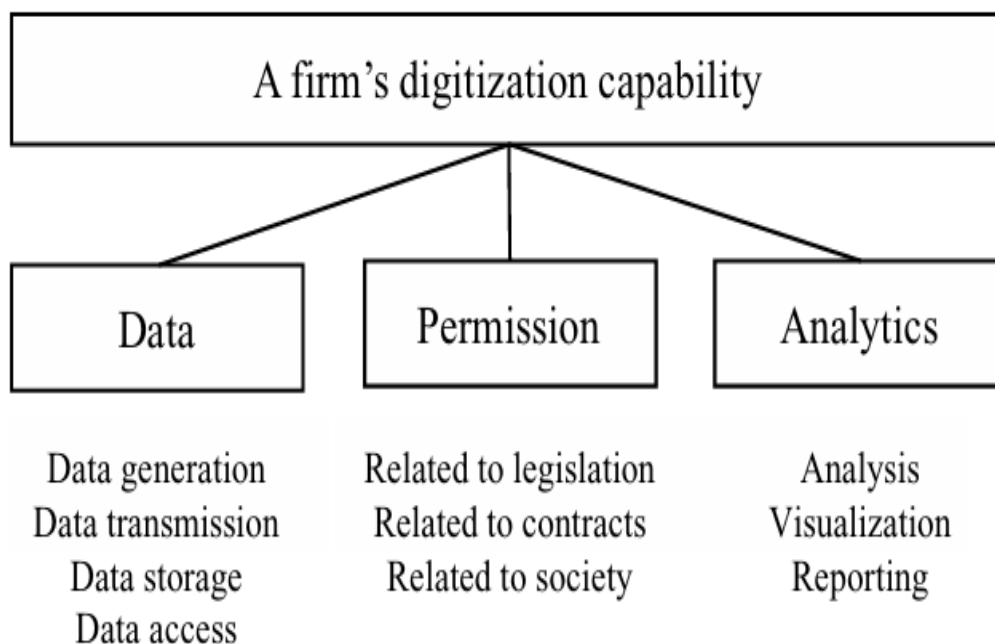 A firm’s digitization capability
Data
Permission
Analytics
Data generation
Data transmission
Data storage
Data access
Related to legislation
Related to contracts
Related to society
Analysis
Visualization
Reporting